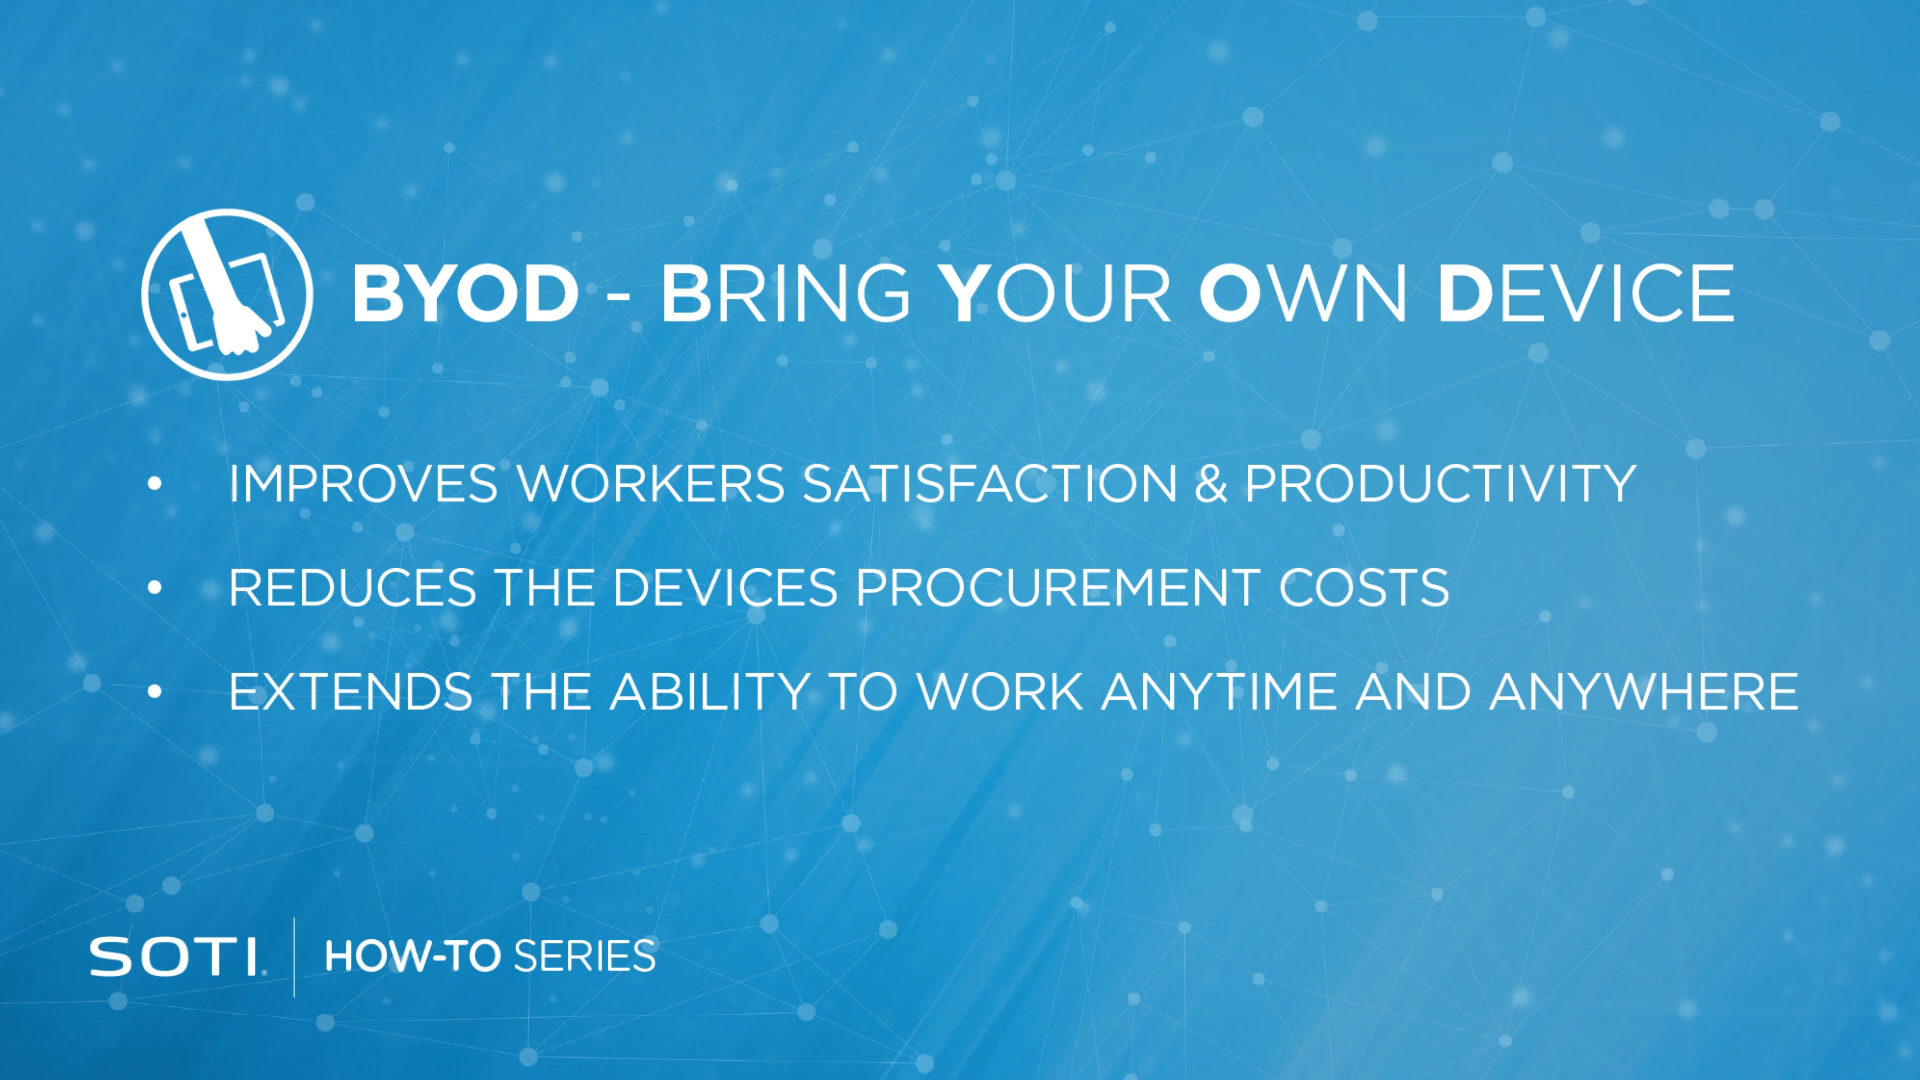 BYOD - BRING YOUR OWN DEVICE
• IMPROVES WORKERS SATISFACTION & PRODUCTIVITY
• REDUCES THE DEVICES PROCUREMENT COSTS
• EXTENDS THE ABILITY TO WORK ANYTIME AND ANYWHERE
SOTI® | HOW-TO SERIES